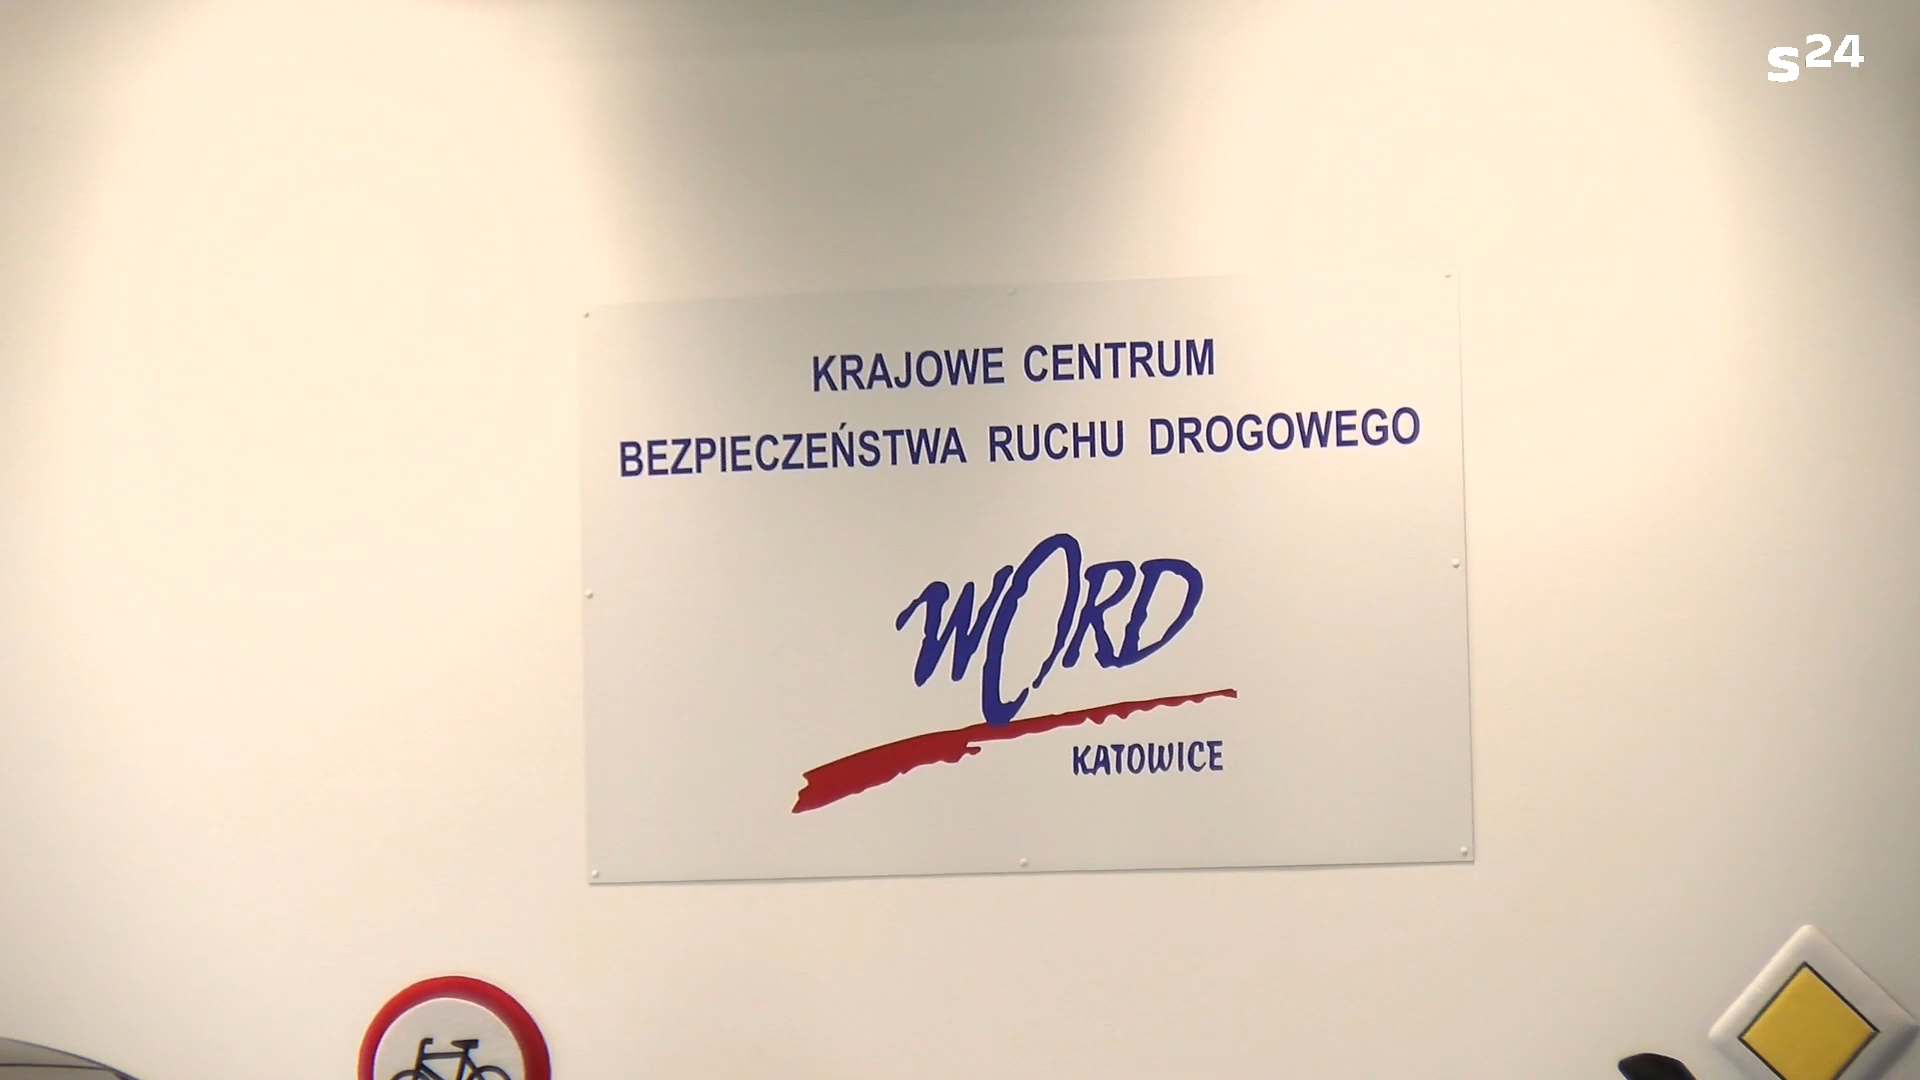 s24
KRAJOWE CENTRUM
BEZPIECZEŃSTWA RUCHU DROGOWEGO
WORD
KATOWICE